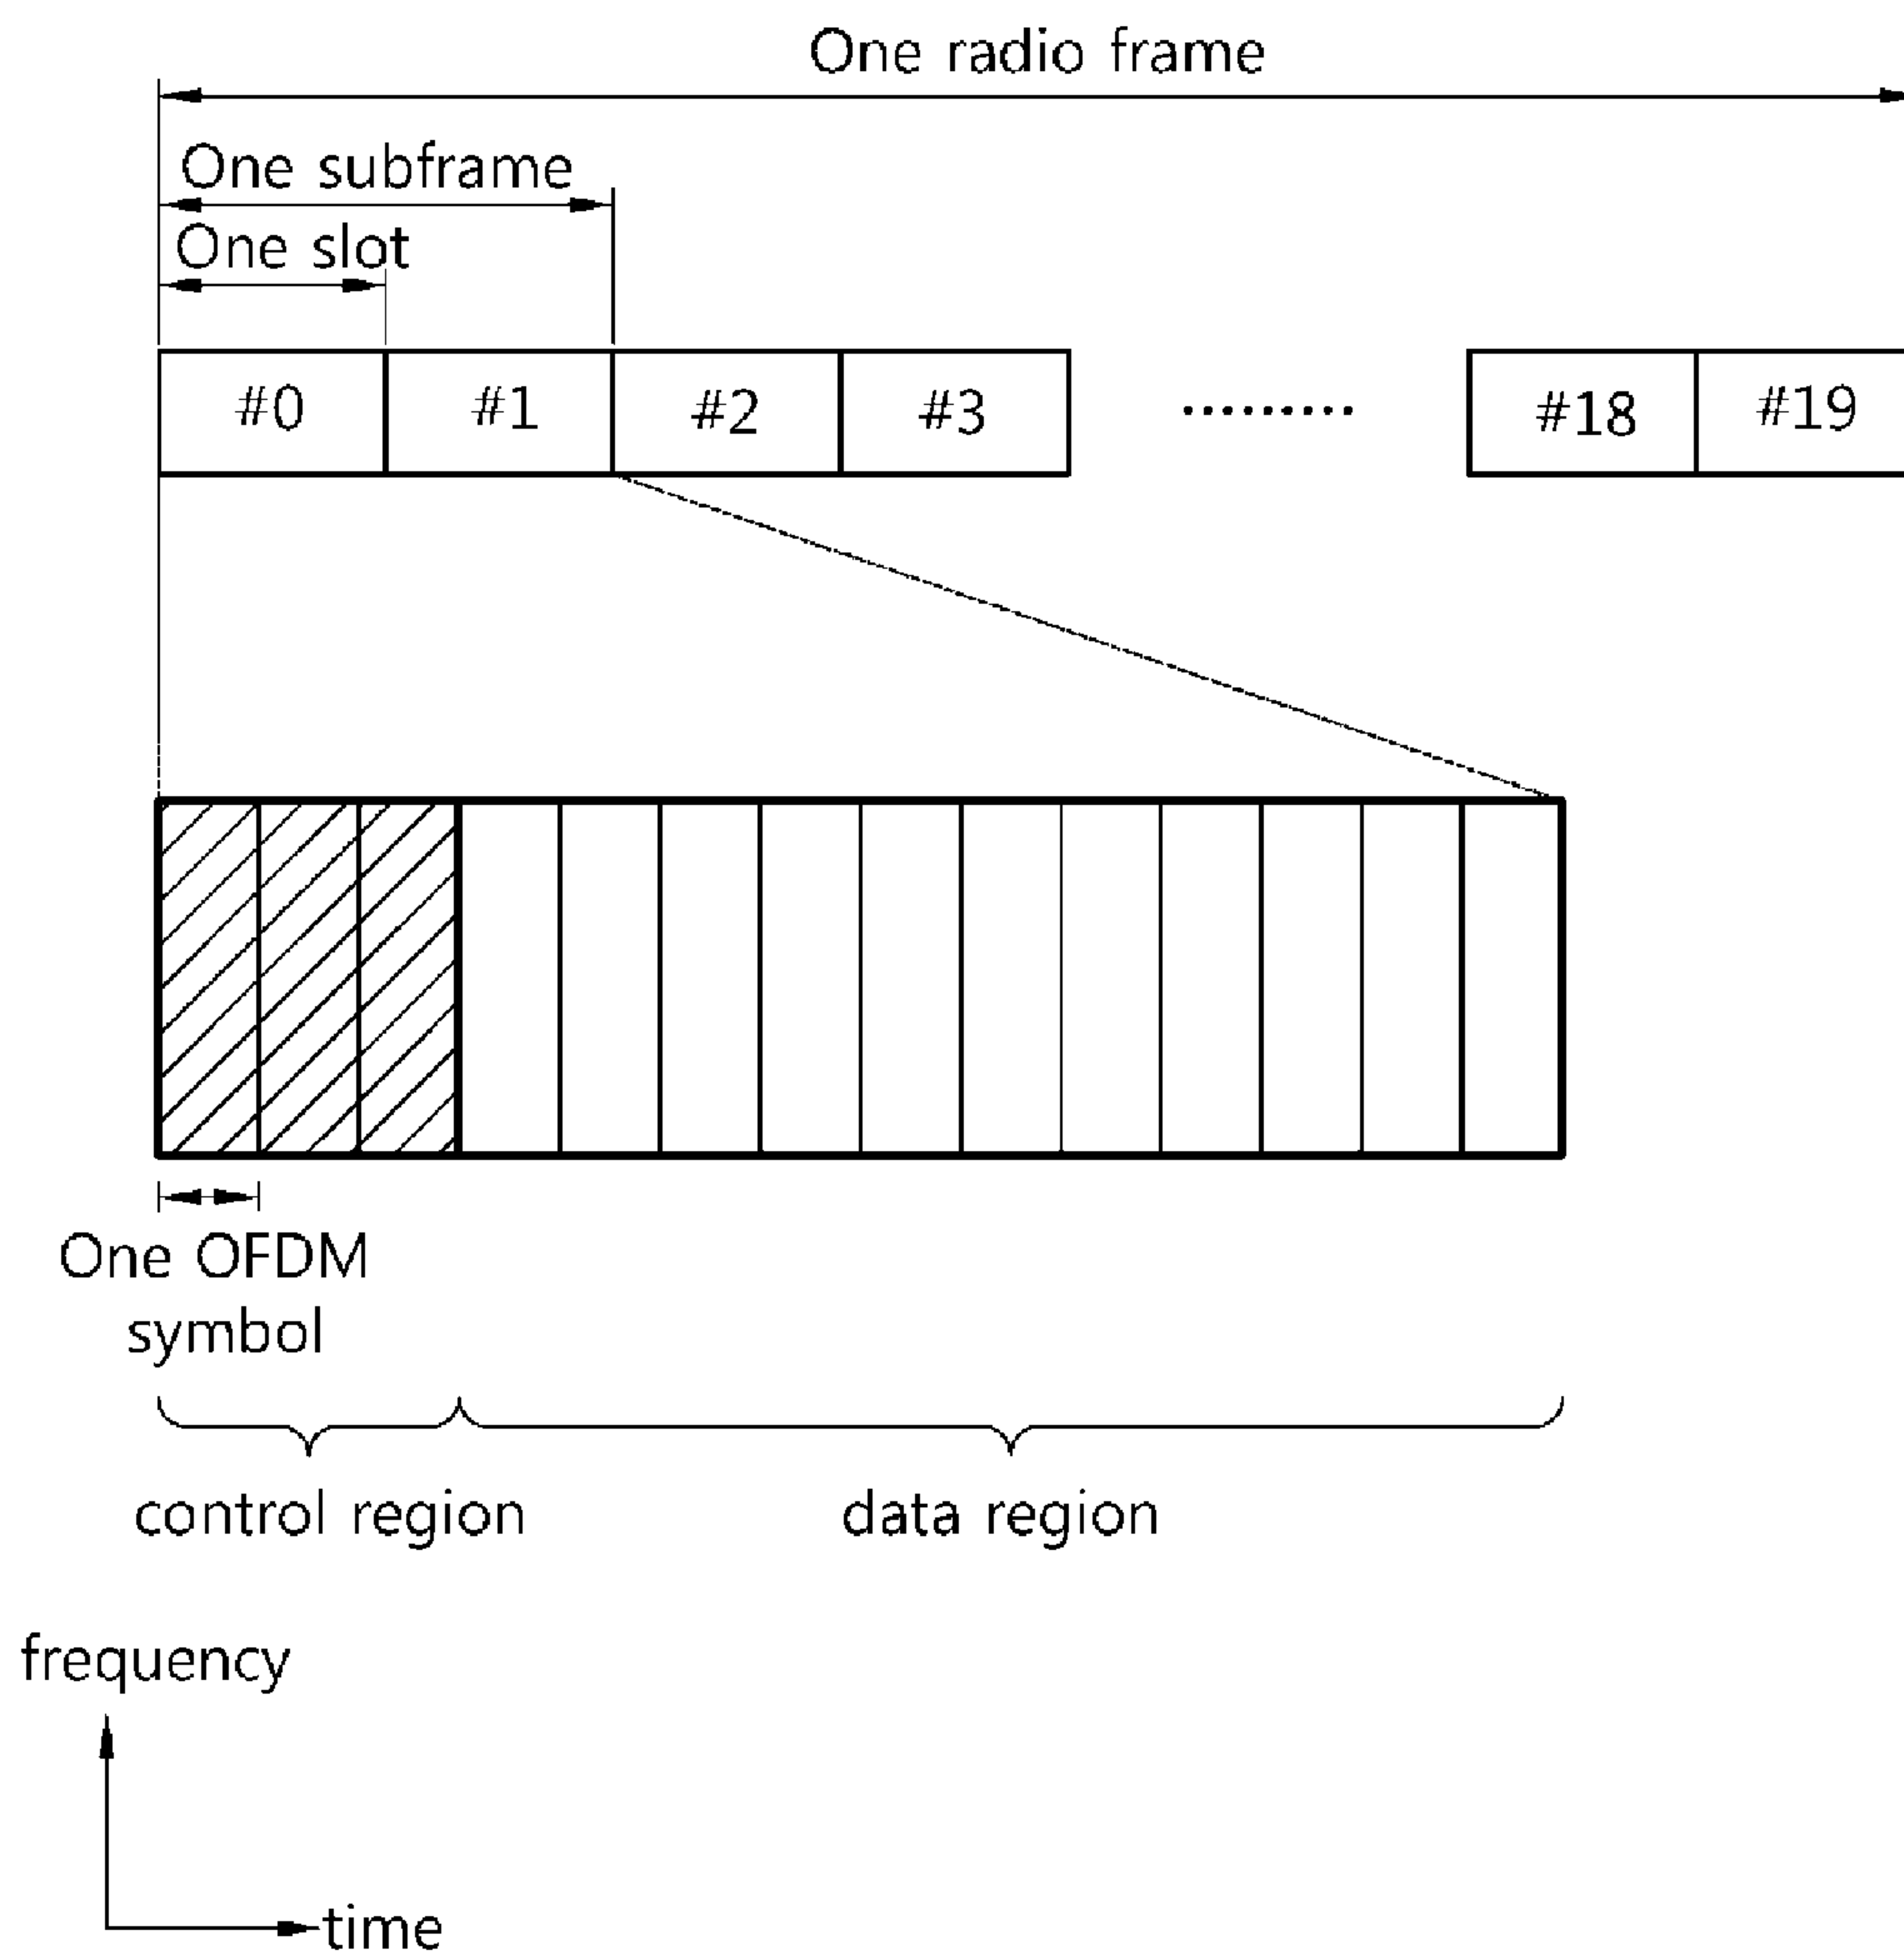 One radio frame
One subframe
One slot
#0 #1 #2 #3 ········· #18 #19
One OFDM
symbol
control region data region
frequency
time